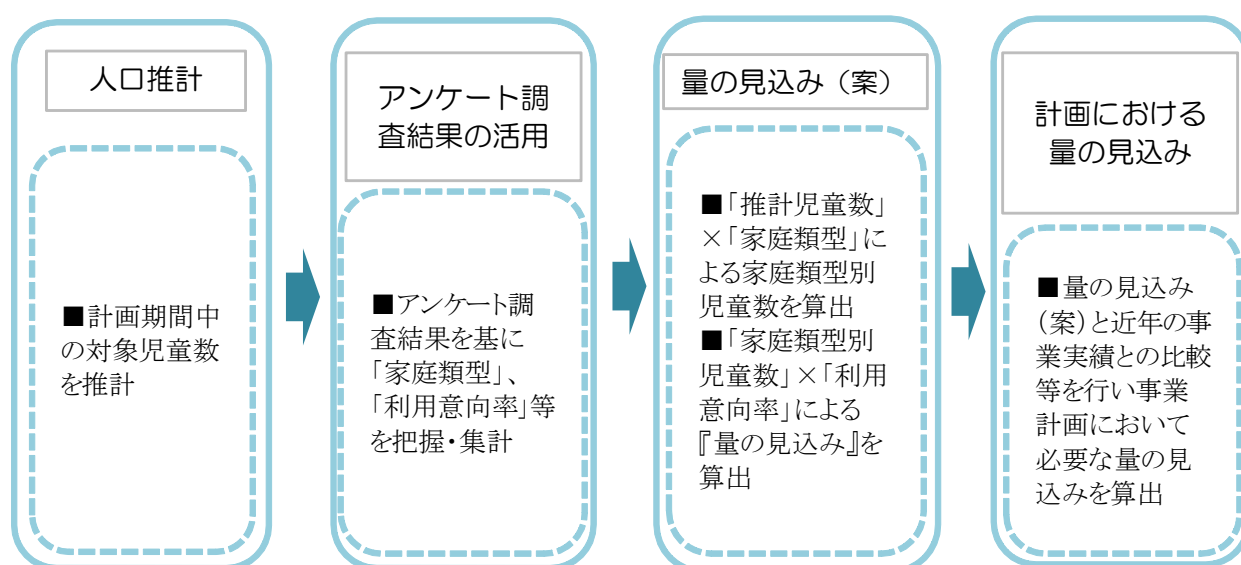 人口推計
■計画期間中
の対象児童数
を推計
アンケート調
査結果の活用
■アンケート調
査結果を基に
「家庭類型」、
「利用意向率」等
を把握・集計
量の見込み（案）
■「推計児童数」
×「家庭類型」に
よる家庭類型別
児童数を算出
■「家庭類型別
児童数」×「利用
意向率」による
『量の見込み』を
算出
計画における
量の見込み
■量の見込み
（案）と近年の事
業実績との比較
等を行い事業
計画において
必要な量の見
込みを算出